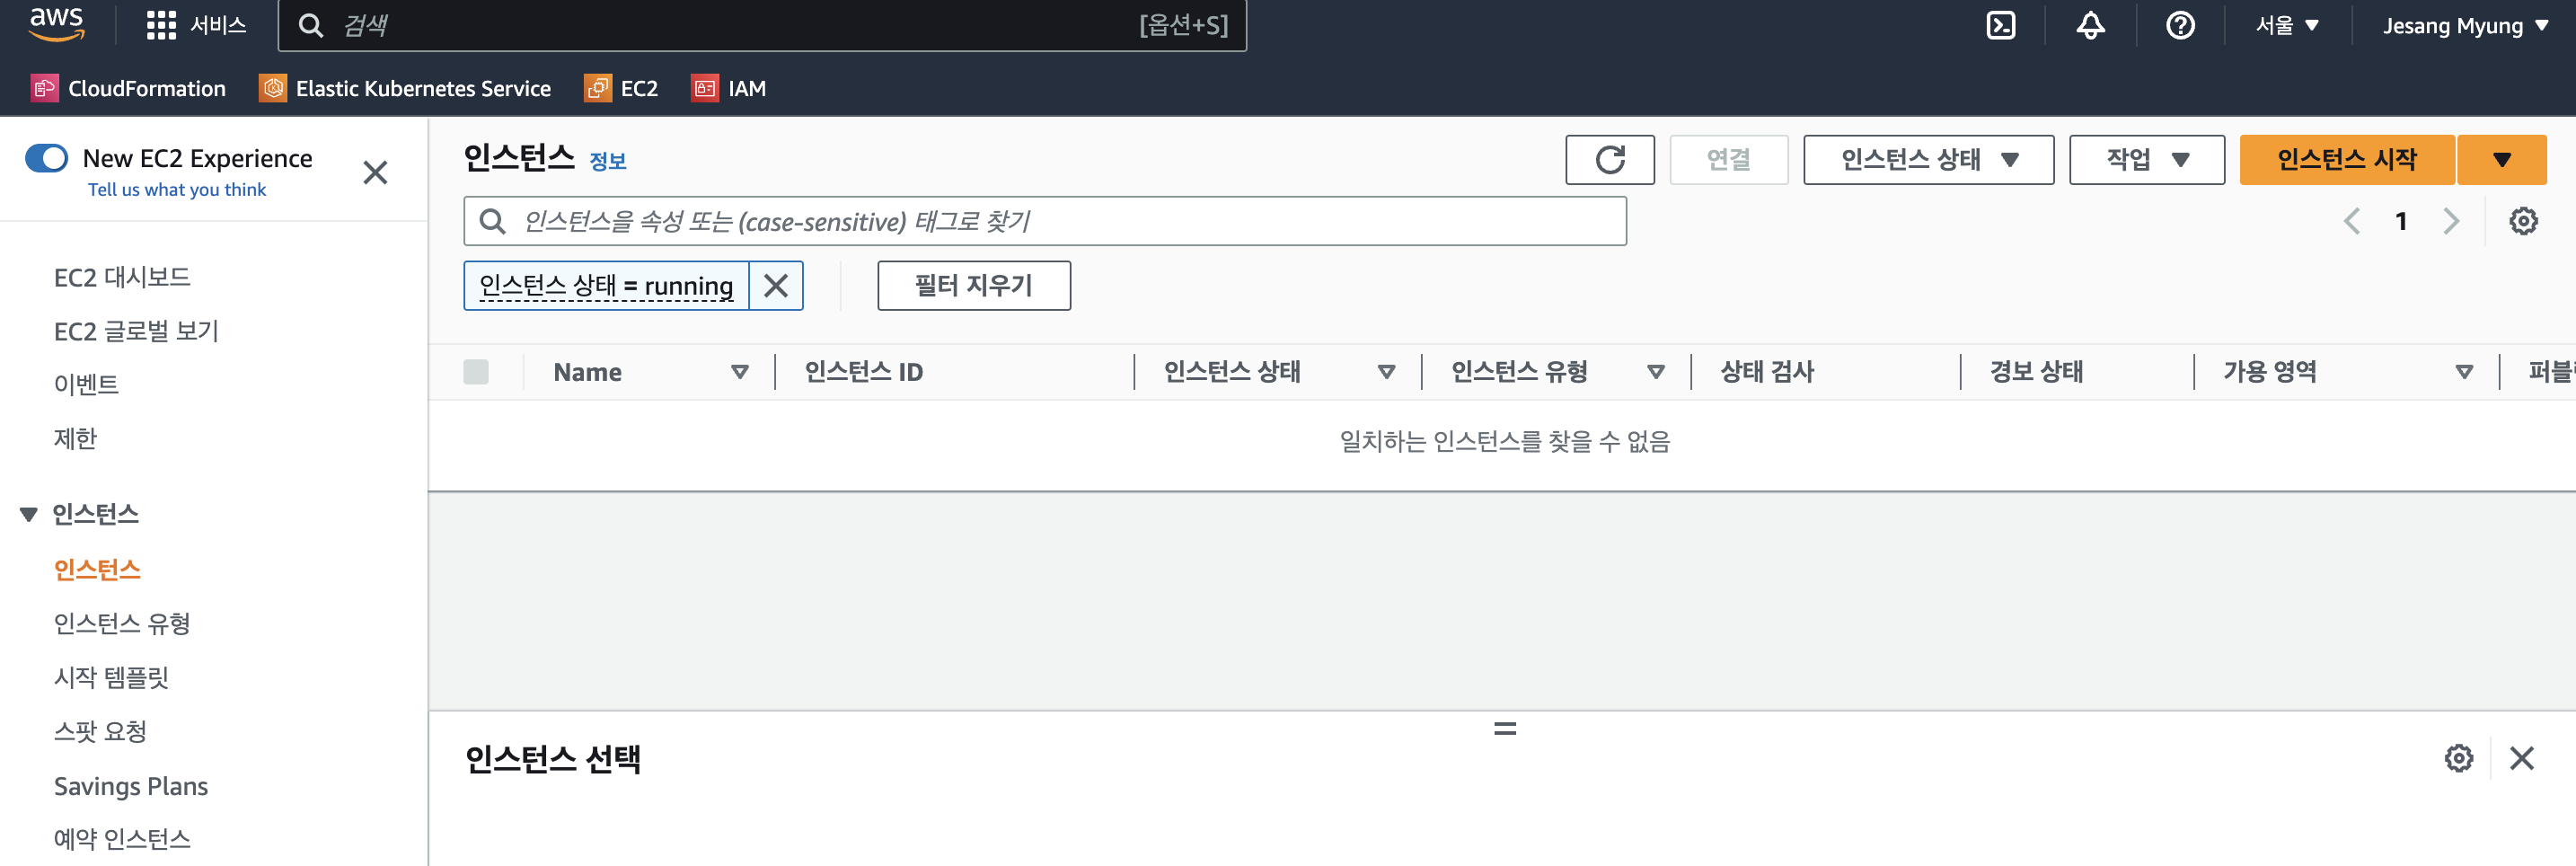 aws
서비스
검색
[옵션+S]
서울
Jesang Myung
CloudFormation
Elastic Kubernetes Service
EC2
IAM
New EC2 Experience
Tell us what you think
EC2 대시보드
EC2 글로벌 보기
이벤트
제한
인스턴스
인스턴스
인스턴스 유형
시작 템플릿
스팟 요청
Savings Plans
예약 인스턴스
인스턴스 정보
연결
인스턴스 상태
작업
인스턴스 시작
인스턴스을 속성 또는 (case-sensitive) 태그로 찾기
1
인스턴스 상태 = running
필터 지우기
Name
인스턴스 ID
인스턴스 상태
인스턴스 유형
상태 검사
경보 상태
가용 영역
일치하는 인스턴스를 찾을 수 없음
인스턴스 선택